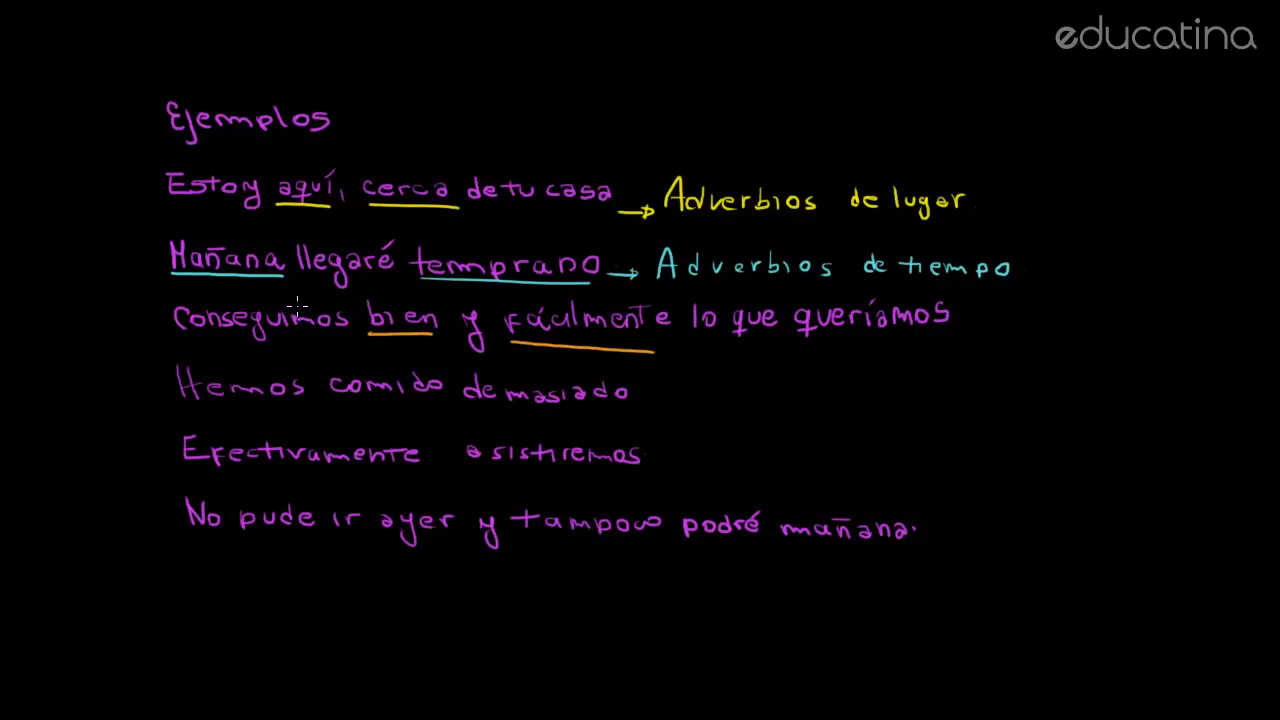 educatina
Ejemplos
Estoy aquí, cerca de tu casa → Adverbios de lugar
Mañana llegaré temprano → Adverbios de tiempo
Conseguimos bien y fácilmente lo que queríamos
Hemos comido demasiado
Efectivamente asistiremos
No pude ir ayer y tampoco podré mañana.